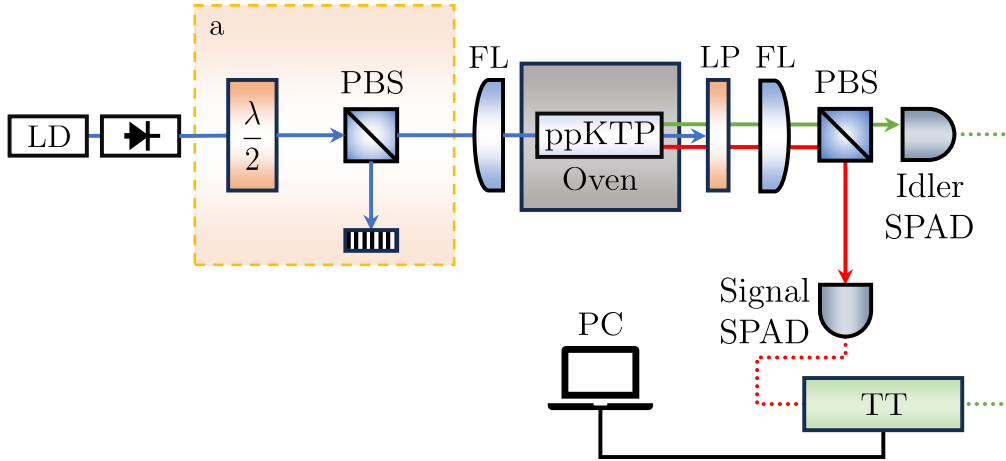 a
FL
LP
FL
PBS
PBS
LD
λ
2
ppKTP
Oven
Idler
SPAD
Signal
SPAD
PC
TT